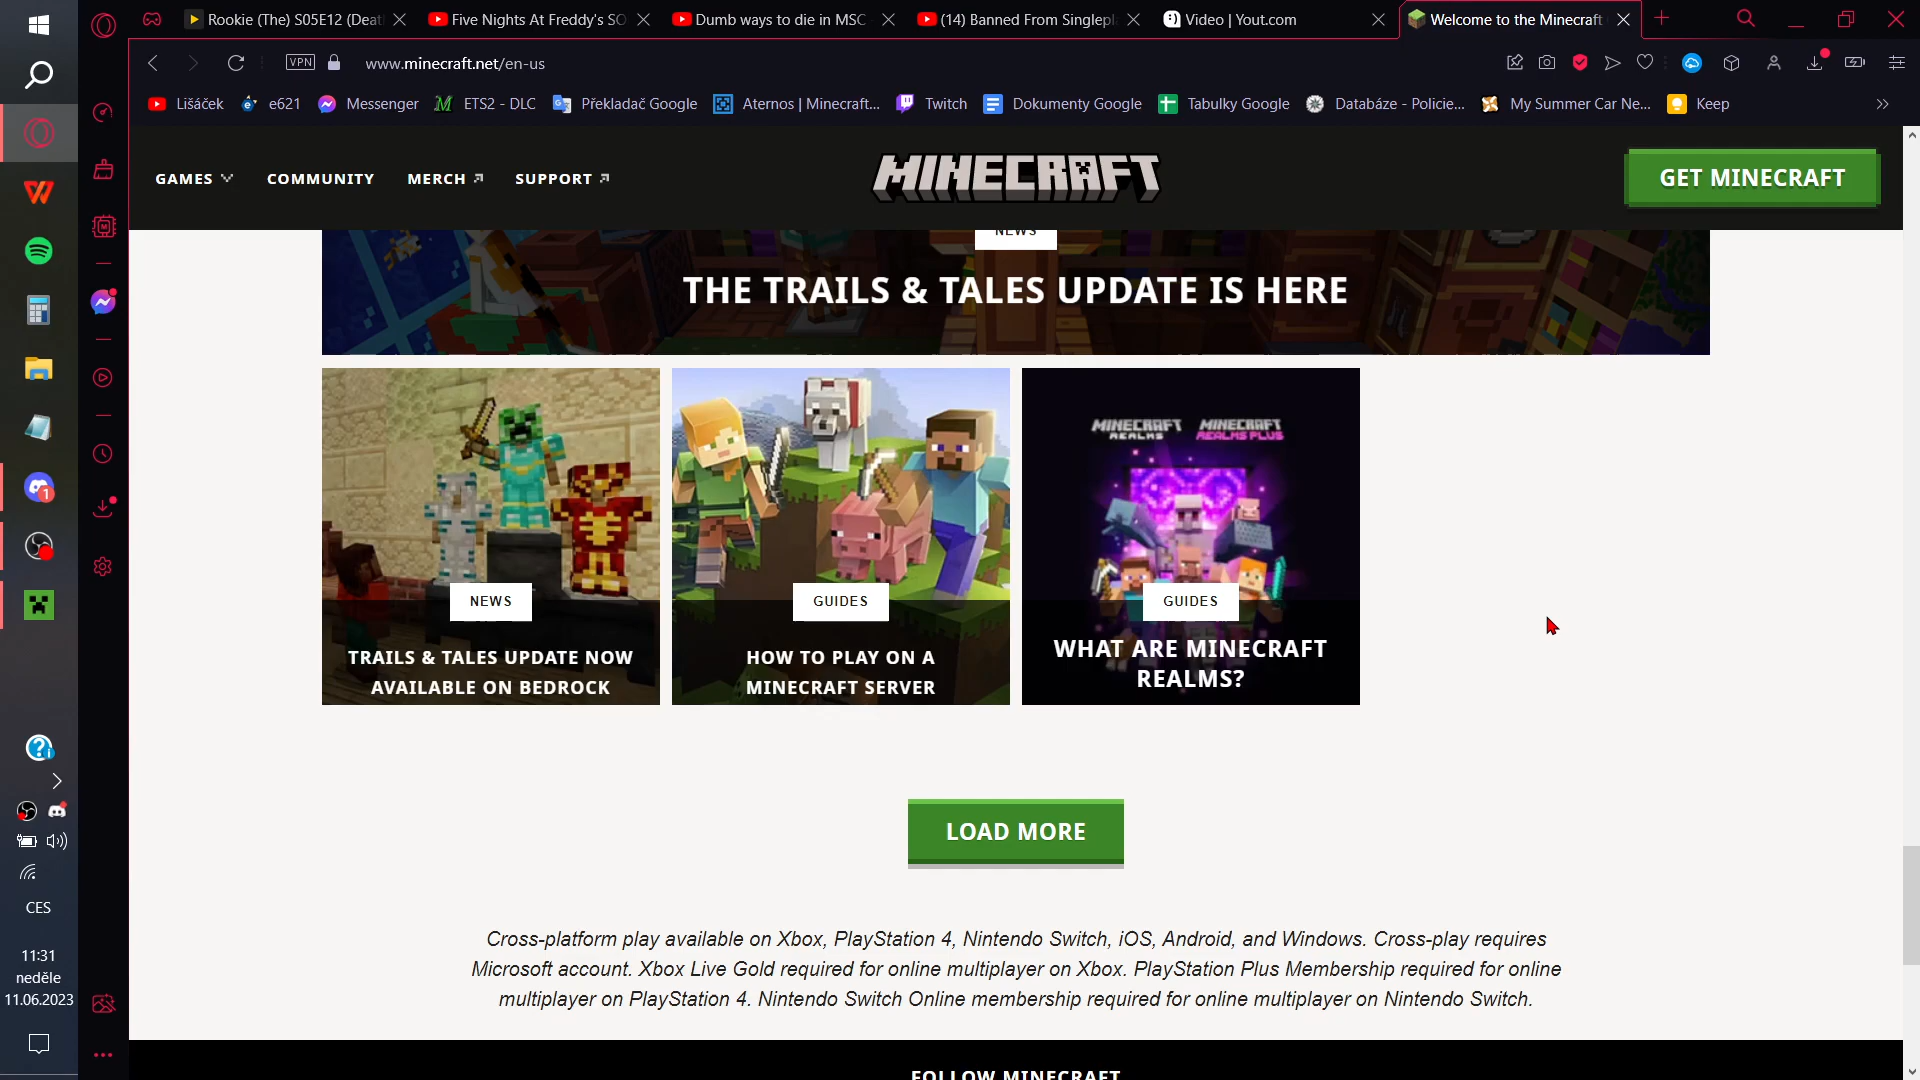 Rookie (The) S05E12 (Deat
Five Nights At Freddy's SO
Dumb ways to die in MSC
(14) Banned From Singlepl
Video | Yout.com
Welcome to the Minecraft
VPN
www.minecraft.net/en-us
Lišáček
e621
Messenger
ETS2 - DLC
Překladač Google
Aternos | Minecraft...
Twitch
Dokumenty Google
Tabulky Google
Databáze - Policie...
My Summer Car Ne...
Keep
GAMES
COMMUNITY
MERCH
SUPPORT
MINECRAFT
GET MINECRAFT
NEWS
THE TRAILS & TALES UPDATE IS HERE
NEWS
TRAILS & TALES UPDATE NOW
AVAILABLE ON BEDROCK
GUIDES
HOW TO PLAY ON A
MINECRAFT SERVER
MINECRAFT REALMS
MINECRAFT REALMS PLUS
GUIDES
WHAT ARE MINECRAFT
REALMS?
LOAD MORE
Cross-platform play available on Xbox, PlayStation 4, Nintendo Switch, iOS, Android, and Windows. Cross-play requires
Microsoft account. Xbox Live Gold required for online multiplayer on Xbox. PlayStation Plus Membership required for online
multiplayer on PlayStation 4. Nintendo Switch Online membership required for online multiplayer on Nintendo Switch.
FOLLOW MINECRAFT
1
CES
11:31
neděle
11.06.2023